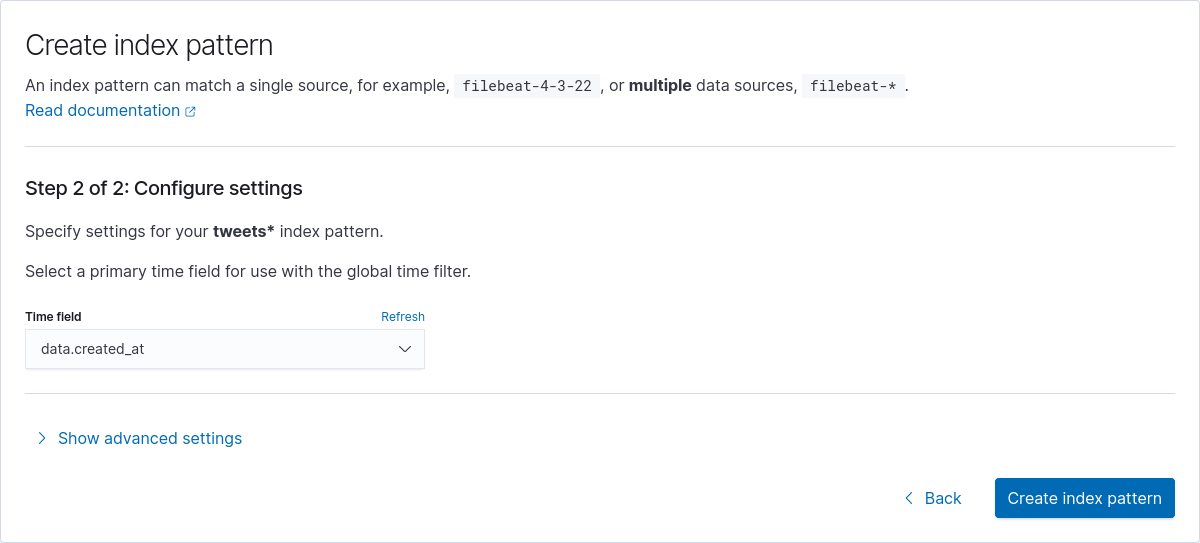 Create index pattern
An index pattern can match a single source, for example, filebeat-4-3-22 , or multiple data sources, filebeat-* .
Read documentation
Step 2 of 2: Configure settings
Specify settings for your tweets* index pattern.
Select a primary time field for use with the global time filter.
Time field Refresh
data.created_at
Show advanced settings
Back Create index pattern